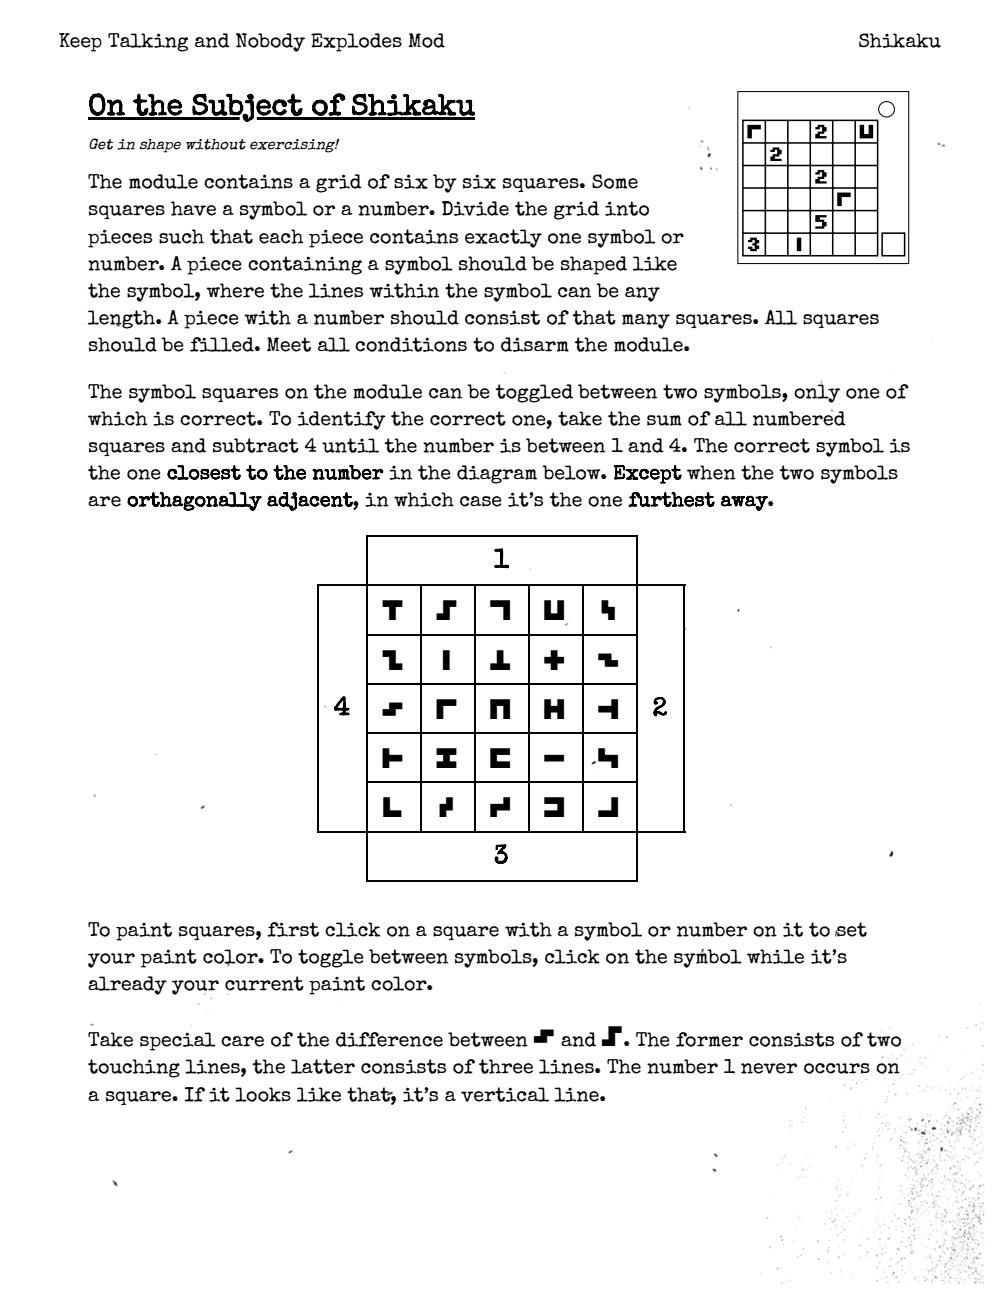 Keep Talking and Nobody Explodes Mod
Shikaku
On the Subject of Shikaku
Get in shape without exercising!
The module contains a grid of six by six squares. Some
squares have a symbol or a number. Divide the grid into
pieces such that each piece contains exactly one symbol or
number. A piece containing a symbol should be shaped like
the symbol, where the lines within the symbol can be any
length. A piece with a number should consist of that many squares. All squares
should be filled. Meet all conditions to disarm the module.
2
2
2
5
3
The symbol squares on the module can be toggled between two symbols, only one of
which is correct. To identify the correct one, take the sum of all numbered
squares and subtract 4 until the number is between 1 and 4. The correct symbol is
the one closest to the number in the diagram below. Except when the two symbols
are orthagonally adjacent, in which case it's the one furthest away.
1
4
2
3
To paint squares, first click on a square with a symbol or number on it to set
your paint color. To toggle between symbols, click on the symbol while it's
already your current paint color.
Take special care of the difference between and . The former consists of two
touching lines, the latter consists of three lines. The number 1 never occurs on
a square. If it looks like that, it's a vertical line.